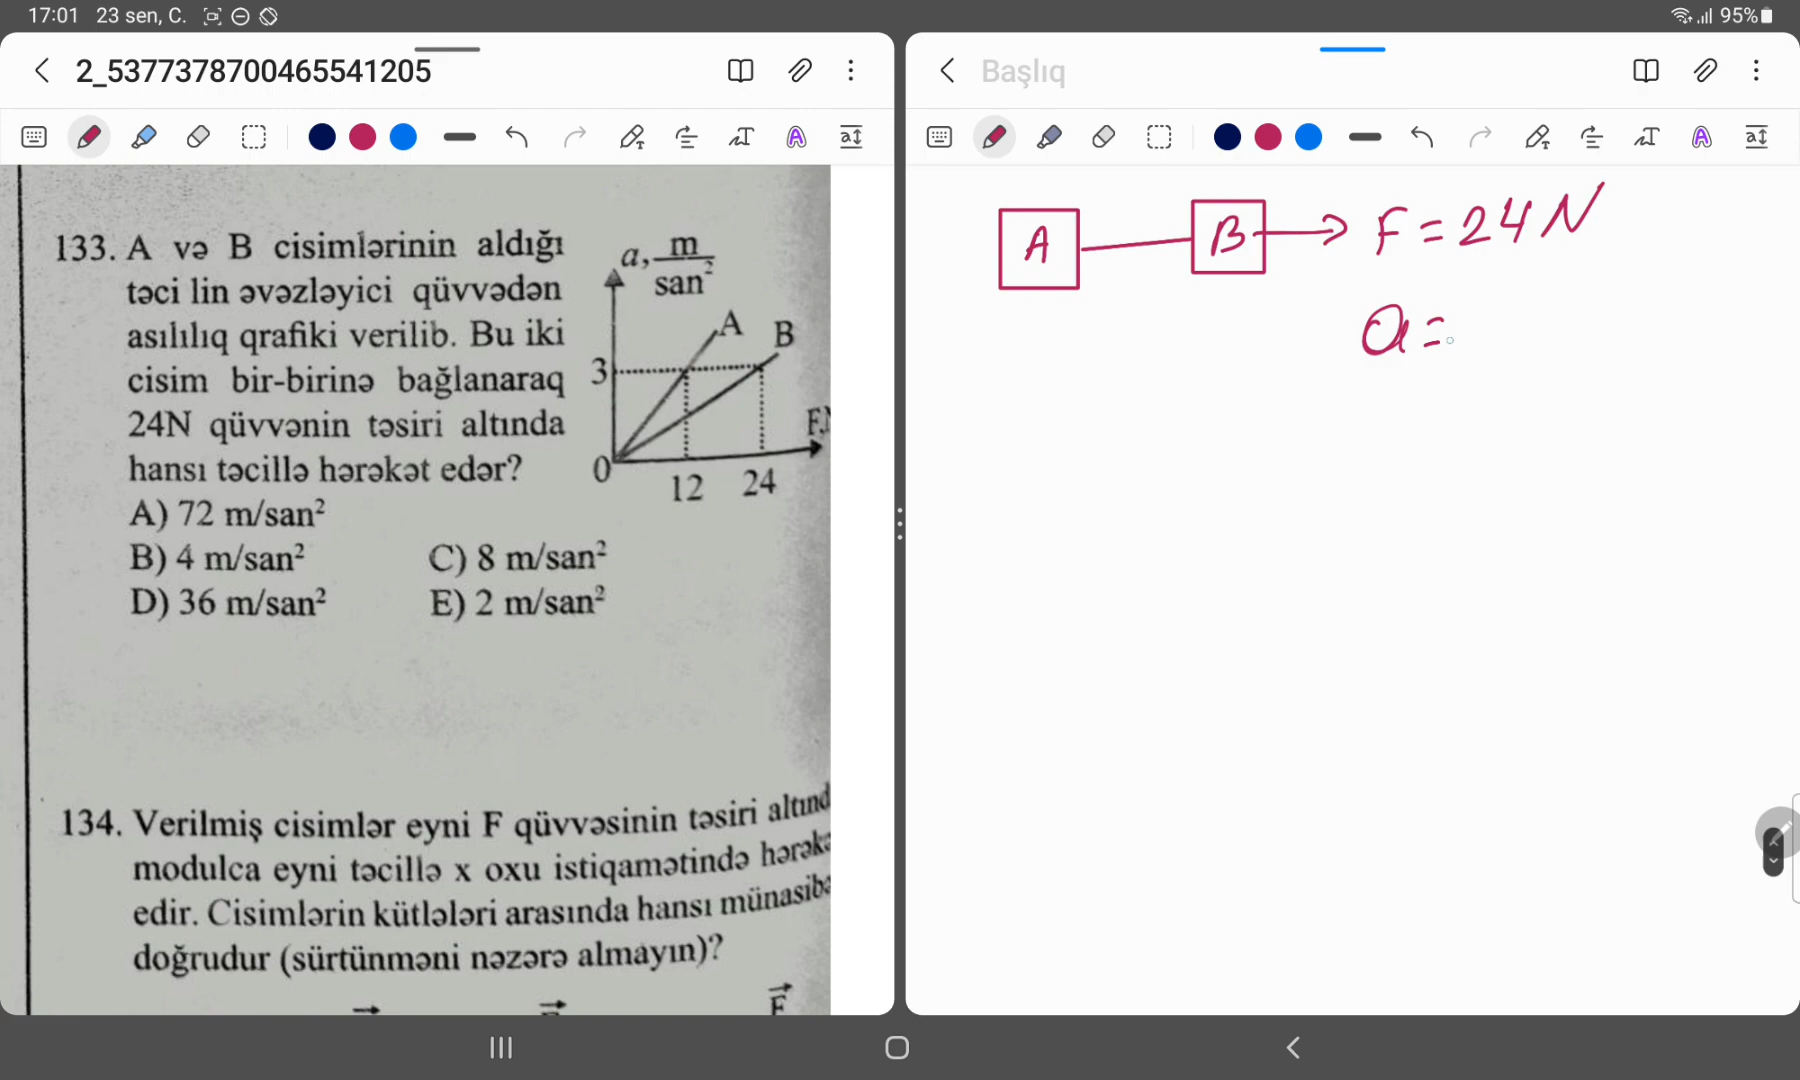 17:01 23 sen, C.
95%
2_5377378700465541205
Başlıq
133. A və B cisimlərinin aldığı
təci lin əvəzləyici qüvvədən
asılılıq qrafiki verilib. Bu iki
cisim bir-birinə bağlanaraq
24N qüvvənin təsiri altında
hansı təcillə hərəkət edər?
A) 72 m/san²
B) 4 m/san² C) 8 m/san²
D) 36 m/san² E) 2 m/san²
a, m/san²
A B
3
F,
0 12 24
134. Verilmiş cisimlər eyni F qüvvəsinin təsiri altınd
modulca eyni təcillə x oxu istiqamətində hərək
edir. Cisimlərin kütlələri arasında hansı münasibə
doğrudur (sürtünməni nəzərə almayın)?
F
A B F = 24 N
a =